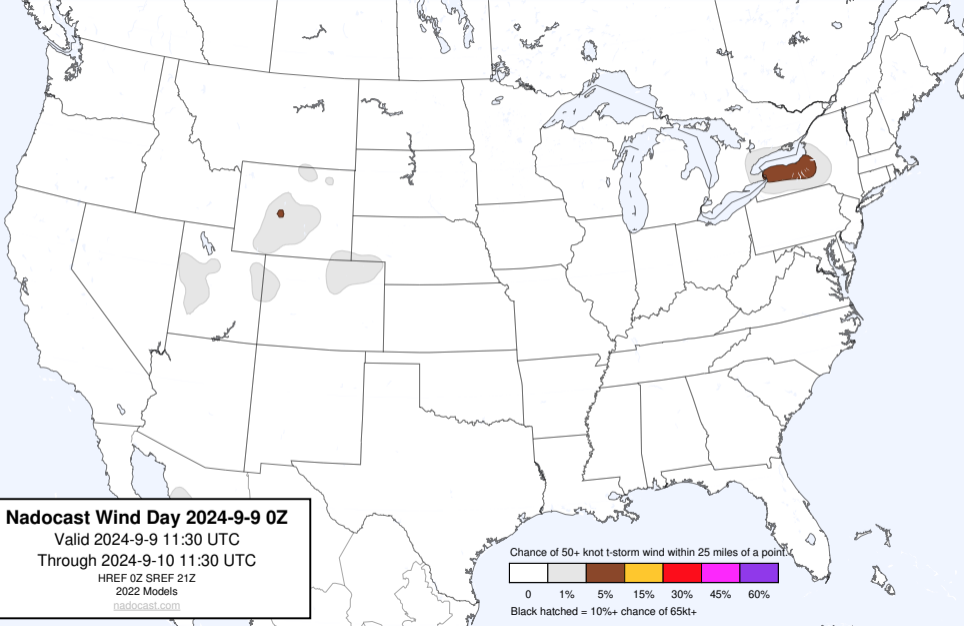 Nadocast Wind Day 2024-9-9 0Z
Valid 2024-9-9 11:30 UTC
Through 2024-9-10 11:30 UTC
HREF 0Z SREF 21Z
2022 Models
nadocast.com
Chance of 50+ knot t-storm wind within 25 miles of a point.
0 1% 5% 15% 30% 45% 60%
Black hatched = 10%+ chance of 65kt+